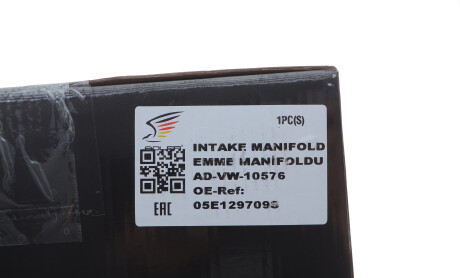 1PC(S)
INTAKE MANIFOLD
EMME MANİFOLDU
AD-VW-10576
OE-Ref:
05E129709S
EAC